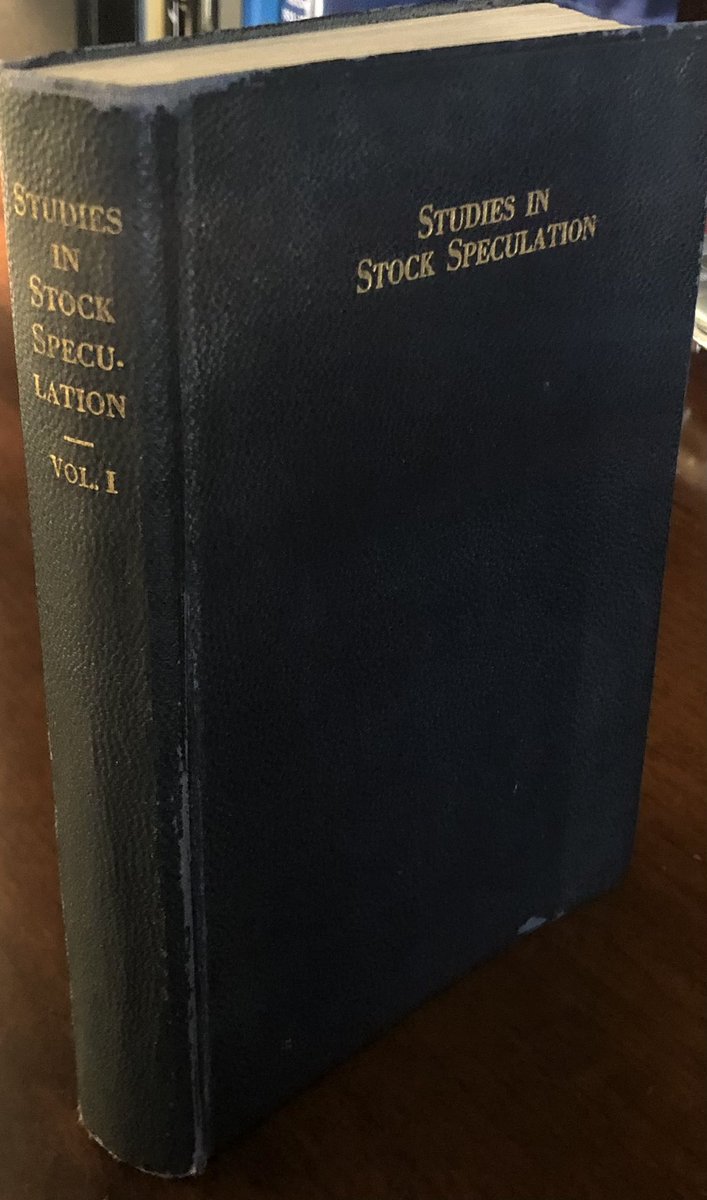 STUDIES
IN
STOCK
SPECU-
LATION
VOL. I
STUDIES IN
STOCK SPECULATION